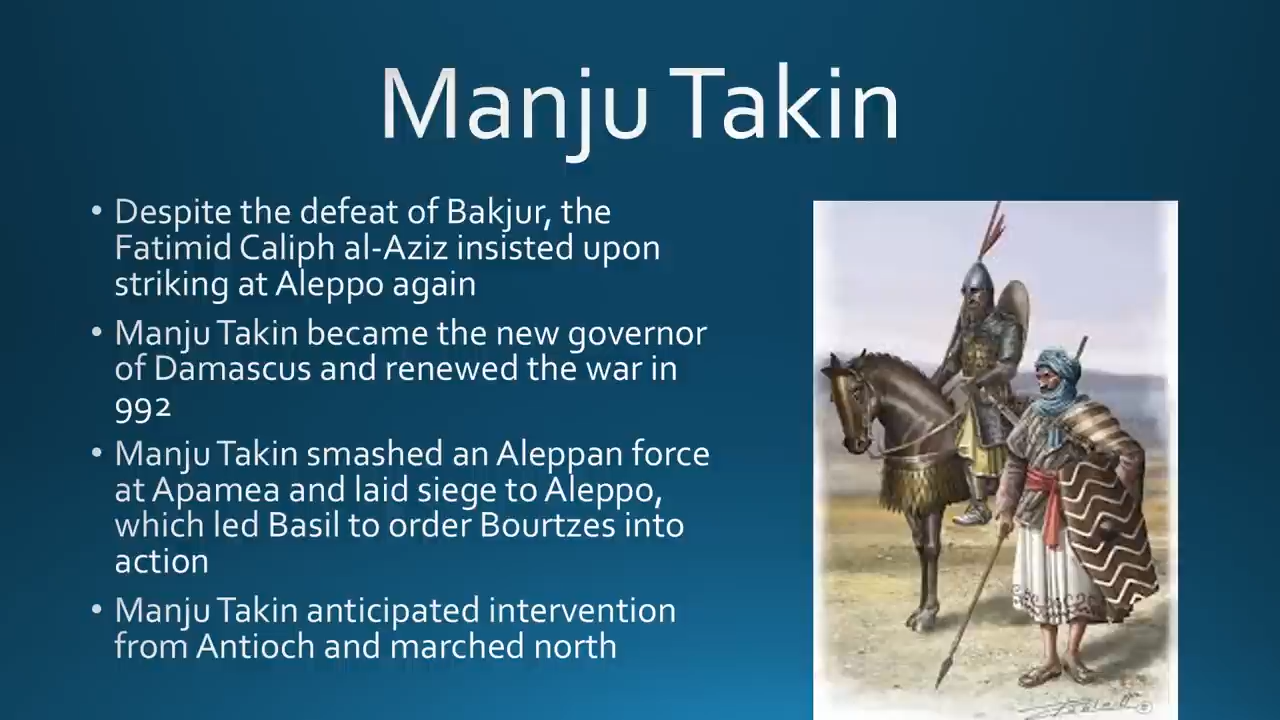 Manju Takin
• Despite the defeat of Bakjur, the
Fatimid Caliph al-Aziz insisted upon
striking at Aleppo again
• Manju Takin became the new governor
of Damascus and renewed the war in
992
• Manju Takin smashed an Aleppan force
at Apamea and laid siege to Aleppo,
which led Basil to order Bourtzes into
action
• Manju Takin anticipated intervention
from Antioch and marched north